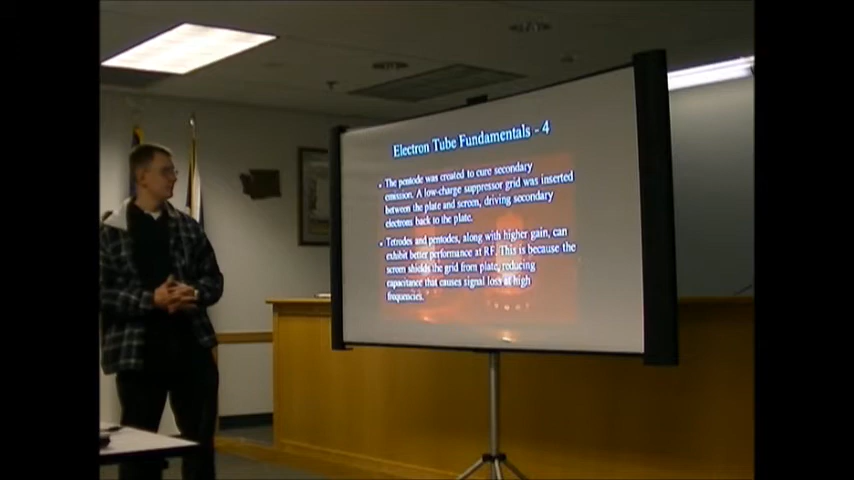 Electron Tube Fundamentals - 4
• The pentode was created to cure secondary
emission. A low-charge suppressor grid was inserted
between the plate and screen, driving secondary
electrons back to the plate.
• Tetrodes and pentodes, along with higher gain, can
exhibit better performance at RF. This is because the
screen shields the grid from plate, reducing
capacitance that causes signal loss at high
frequencies.